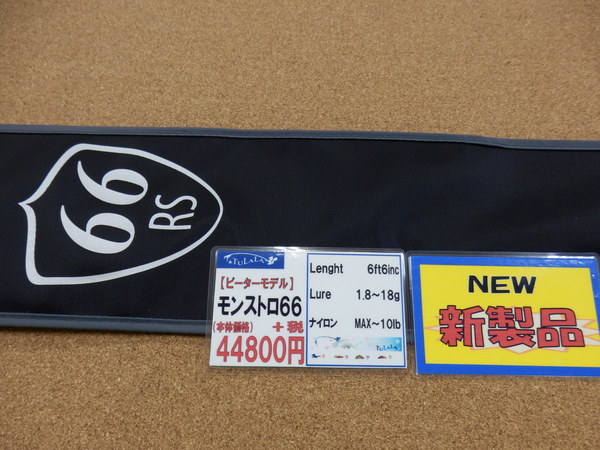 66
RS
TULALA
【ピーターモデル】
モンストロ66
(本体価格) +税
44800円
Lenght 6ft6inc
Lure 1.8～18g
ナイロン MAX～10lb
TULALA
NEW
新製品